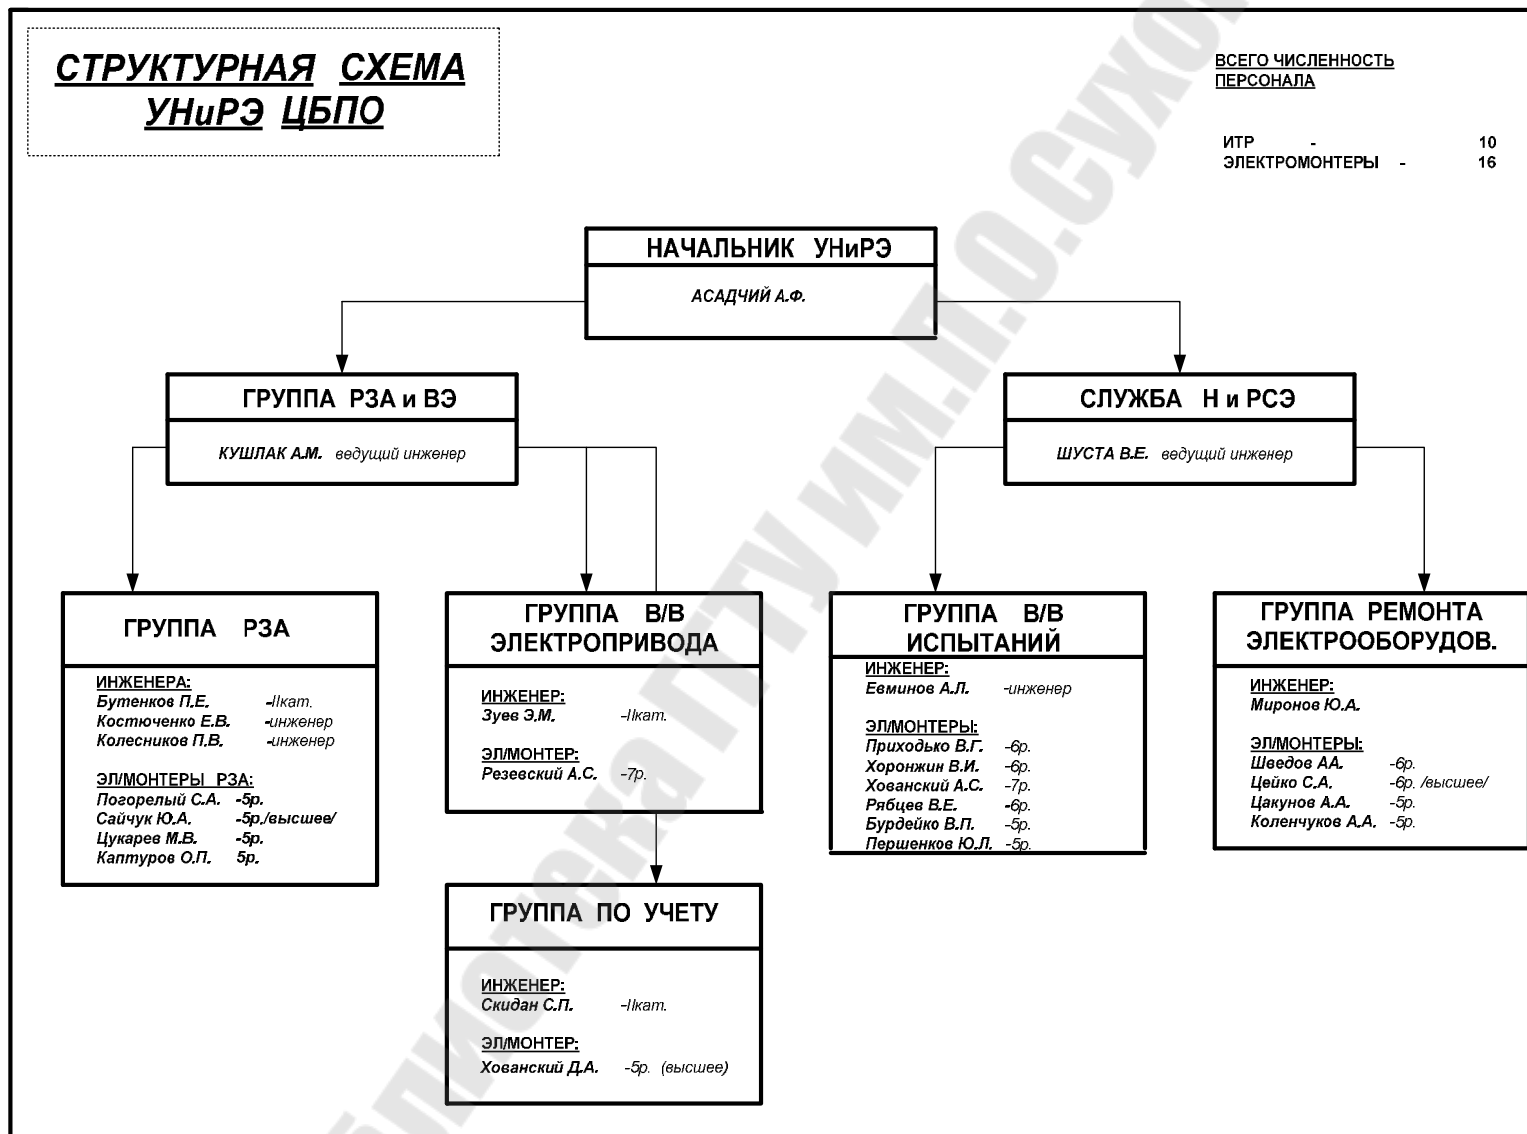 СТРУКТУРНАЯ СХЕМА
УНиРЭ ЦБПО
ВСЕГО ЧИСЛЕННОСТЬ
ПЕРСОНАЛА
ИТР - 10
ЭЛЕКТРОМОНТЕРЫ - 16
НАЧАЛЬНИК УНиРЭ
АСАДЧИЙ А.Ф.
ГРУППА РЗА и ВЭ
КУШЛАК А.М. ведущий инженер
СЛУЖБА Н и РСЭ
ШУСТА В.Е. ведущий инженер
ГРУППА РЗА
ИНЖЕНЕРА:
Бутенков П.Е. -IIкат.
Костюченко Е.В. -инженер
Колесников П.В. -инженер
ЭЛ/МОНТЕРЫ РЗА:
Погорелый С.А. -5р.
Сайчук Ю.А. -5р./высшее/
Цукарев М.В. -5р.
Каптуров О.П. 5р.
ГРУППА В/В
ЭЛЕКТРОПРИВОДА
ИНЖЕНЕР:
Зуев Э.М. -IIкат.
ЭЛ/МОНТЕР:
Резевский А.С. -7р.
ГРУППА ПО УЧЕТУ
ИНЖЕНЕР:
Скидан С.П. -IIкат.
ЭЛ/МОНТЕР:
Хованский Д.А. -5р. (высшее)
ГРУППА В/В
ИСПЫТАНИЙ
ИНЖЕНЕР:
Евминов А.Л. -инженер
ЭЛ/МОНТЕРЫ:
Приходько В.Г. -6р.
Хоронжин В.И. -6р.
Хованский А.С. -7р.
Рябцев В.Е. -6р.
Бурдейко В.П. -5р.
Першенков Ю.Л. -5р.
ГРУППА РЕМОНТА
ЭЛЕКТРООБОРУДОВ.
ИНЖЕНЕР:
Миронов Ю.А.
ЭЛ/МОНТЕРЫ:
Шведов АА. -6р.
Цейко С.А. -6р. /высшее/
Цакунов А.А. -5р.
Коленчуков А.А. -5р.
блиотека ГГТУ ИМ.П.О.Сухо